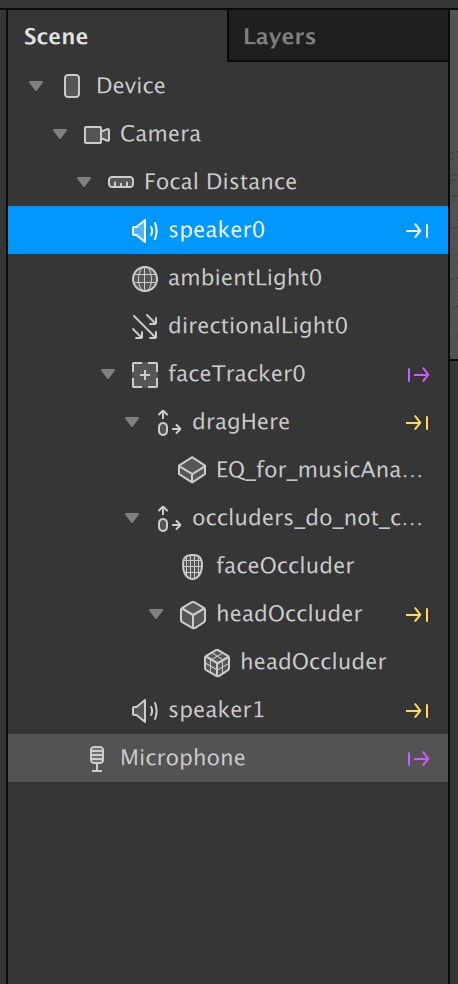 Scene Layers
Device
Camera
Focal Distance
speaker0
ambientLight0
directionalLight0
faceTracker0
dragHere
EQ_for_musicAna...
occluders_do_not_c...
faceOccluder
headOccluder
headOccluder
speaker1
Microphone